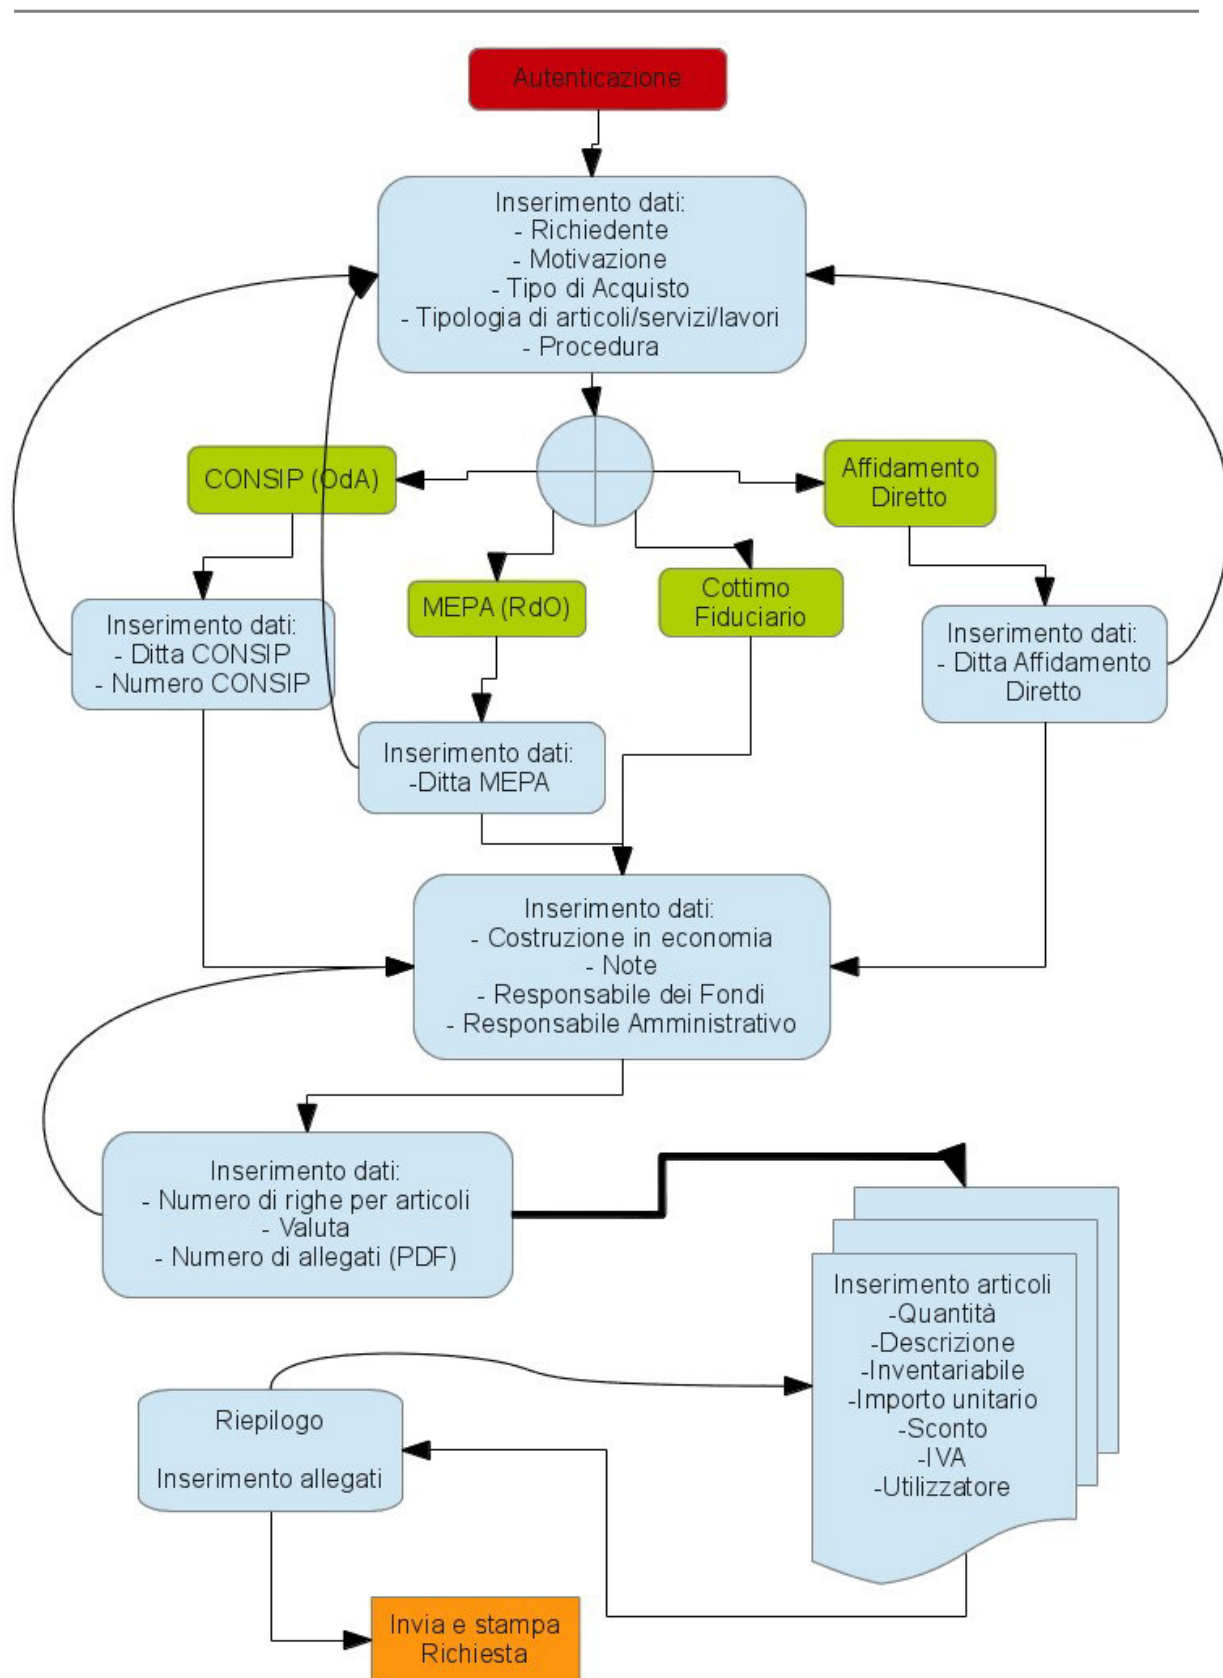 Autenticazione
Inserimento dati:
- Richiedente
- Motivazione
- Tipo di Acquisto
- Tipologia di articoli/servizi/lavori
- Procedura
CONSIP (OdA)
Affidamento
Diretto
MEPA (RdO)
Cottimo
Fiduciario
Inserimento dati:
- Ditta CONSIP
- Numero CONSIP
Inserimento dati:
- Ditta Affidamento
Diretto
Inserimento dati:
-Ditta MEPA
Inserimento dati:
- Costruzione in economia
- Note
- Responsabile dei Fondi
- Responsabile Amministrativo
Inserimento dati:
- Numero di righe per articoli
- Valuta
- Numero di allegati (PDF)
Inserimento articoli
-Quantità
-Descrizione
-Inventariabile
-Importo unitario
-Sconto
-IVA
-Utilizzatore
Riepilogo
Inserimento allegati
Invia e stampa
Richiesta